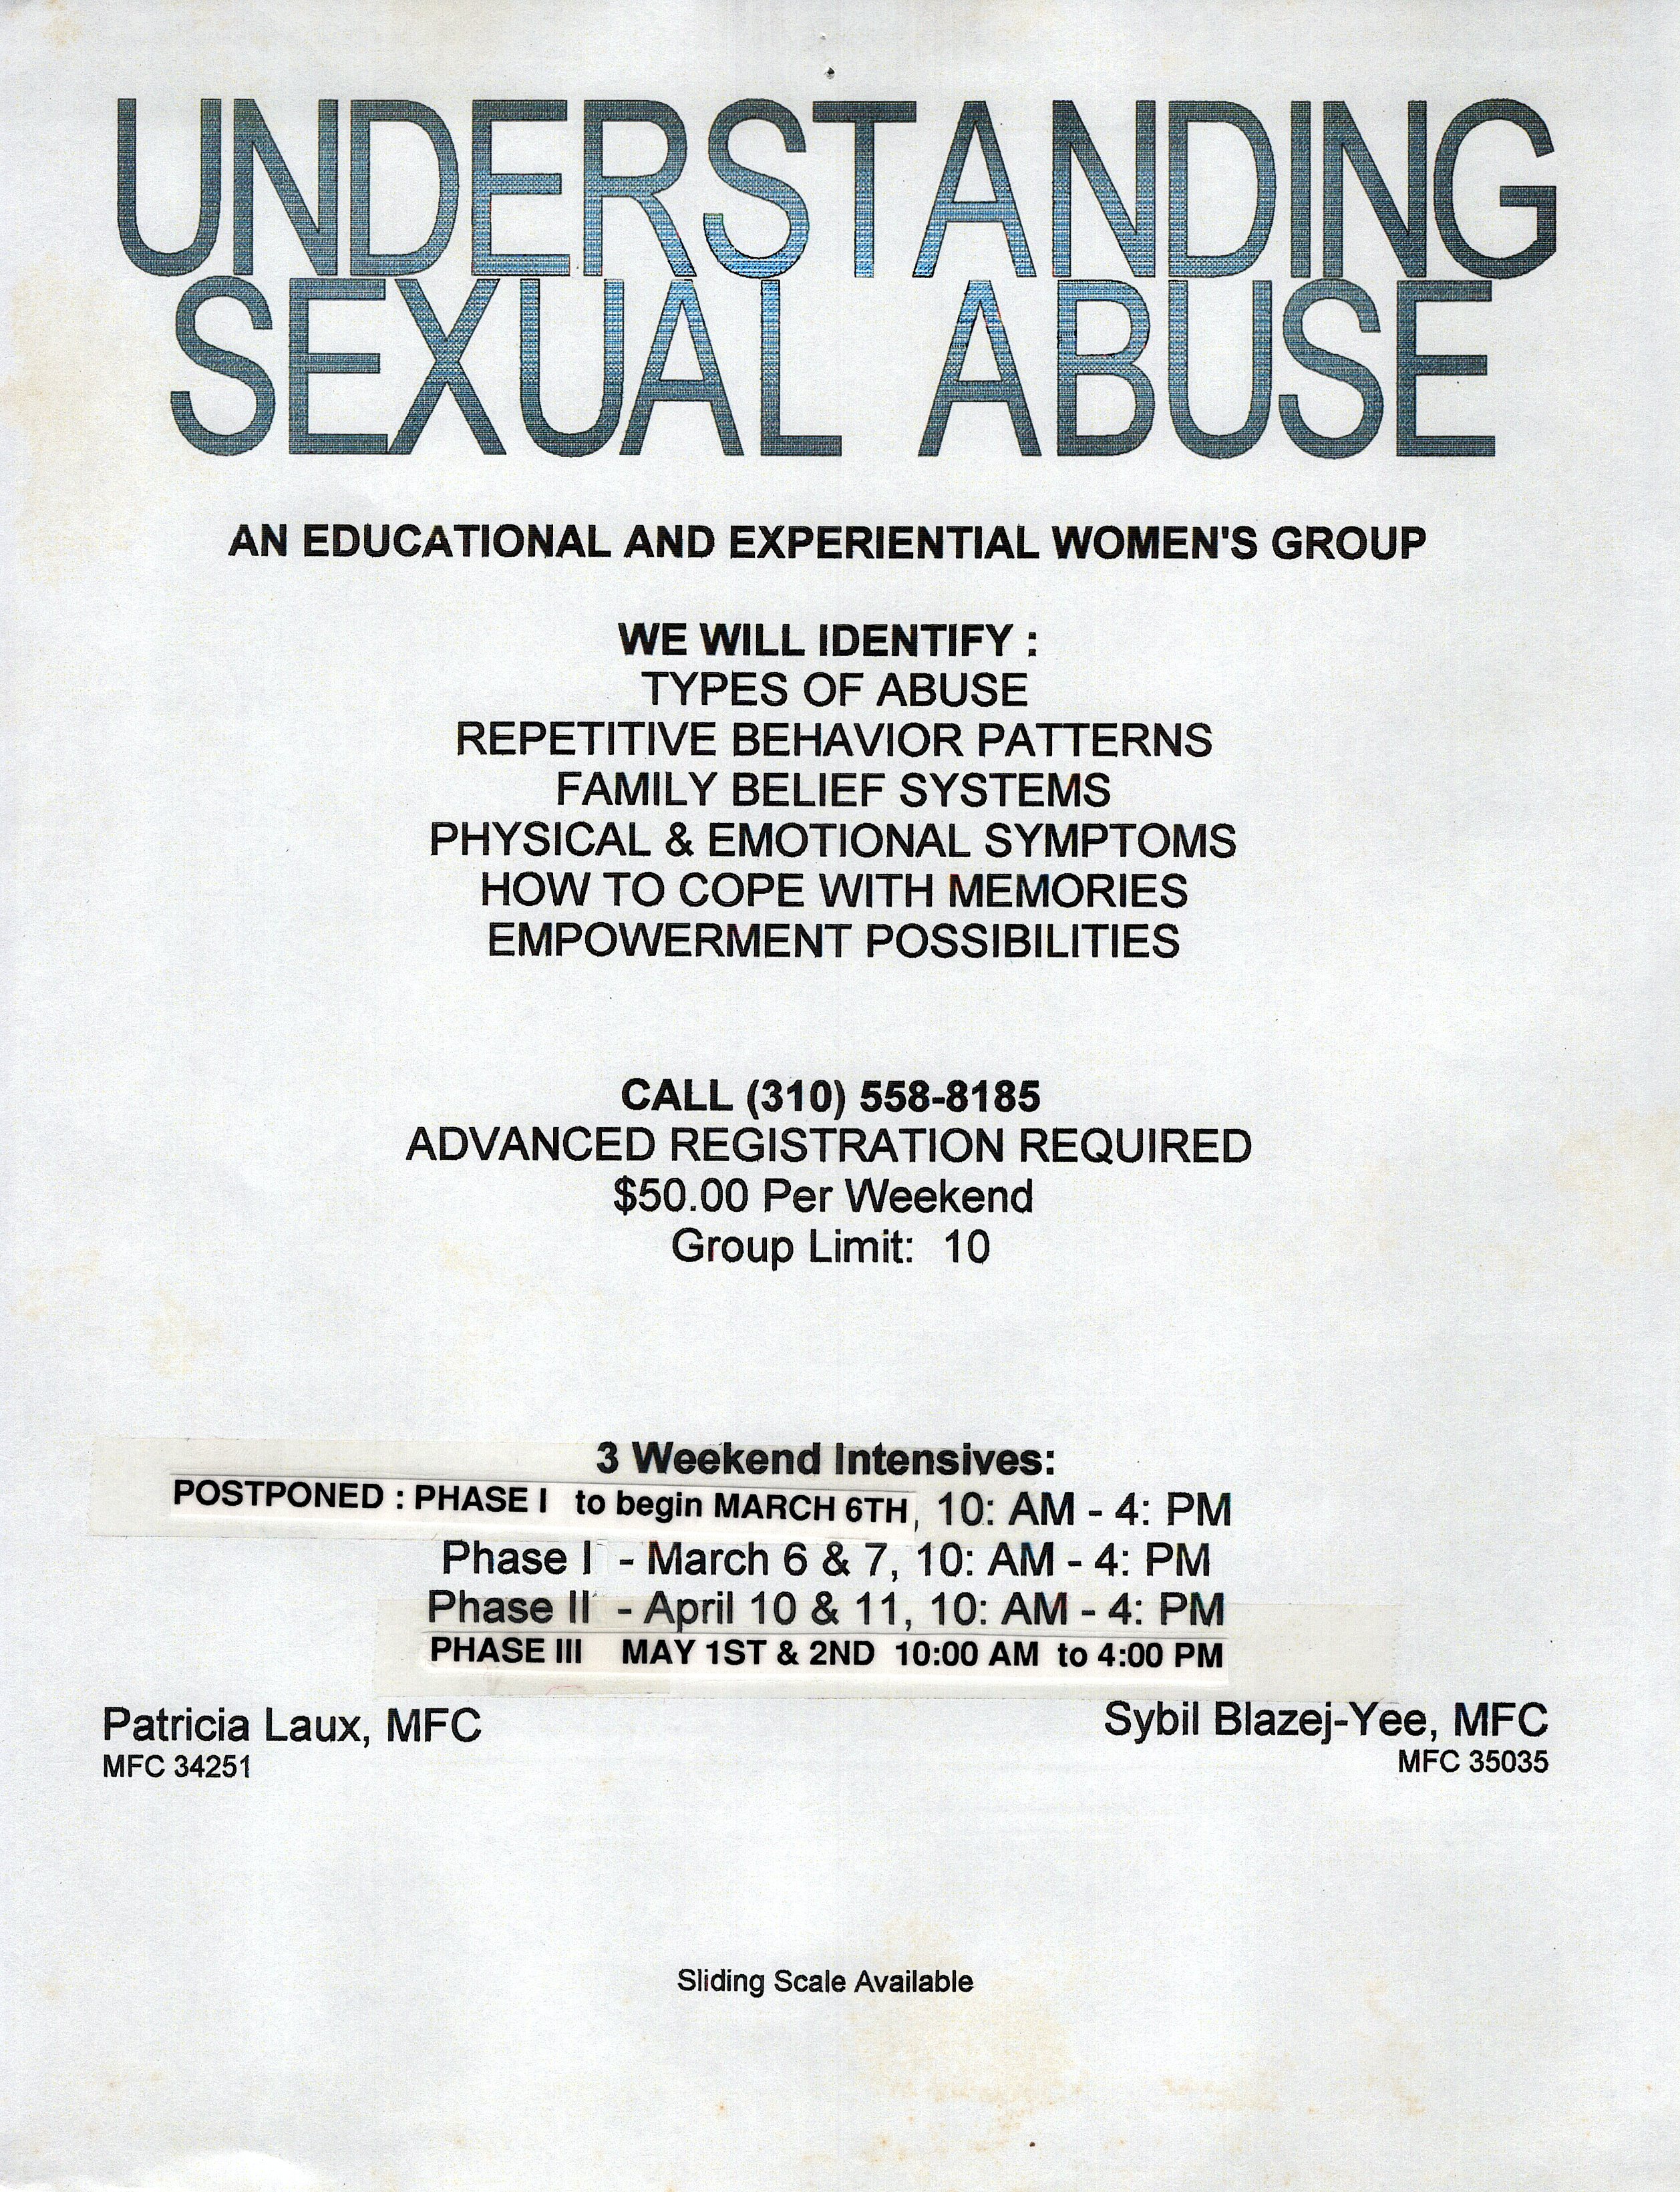 UNDERSTANDING
SEXUAL ABUSE
AN EDUCATIONAL AND EXPERIENTIAL WOMEN'S GROUP
WE WILL IDENTIFY :
TYPES OF ABUSE
REPETITIVE BEHAVIOR PATTERNS
FAMILY BELIEF SYSTEMS
PHYSICAL & EMOTIONAL SYMPTOMS
HOW TO COPE WITH MEMORIES
EMPOWERMENT POSSIBILITIES
CALL (310) 558-8185
ADVANCED REGISTRATION REQUIRED
$50.00 Per Weekend
Group Limit: 10
3 Weekend Intensives:
POSTPONED : PHASE I to begin MARCH 6TH, 10: AM - 4: PM
Phase I - March 6 & 7, 10: AM - 4: PM
Phase II - April 10 & 11, 10: AM - 4: PM
PHASE III MAY 1ST & 2ND 10:00 AM to 4:00 PM
Patricia Laux, MFC
MFC 34251
Sybil Blazej-Yee, MFC
MFC 35035
Sliding Scale Available